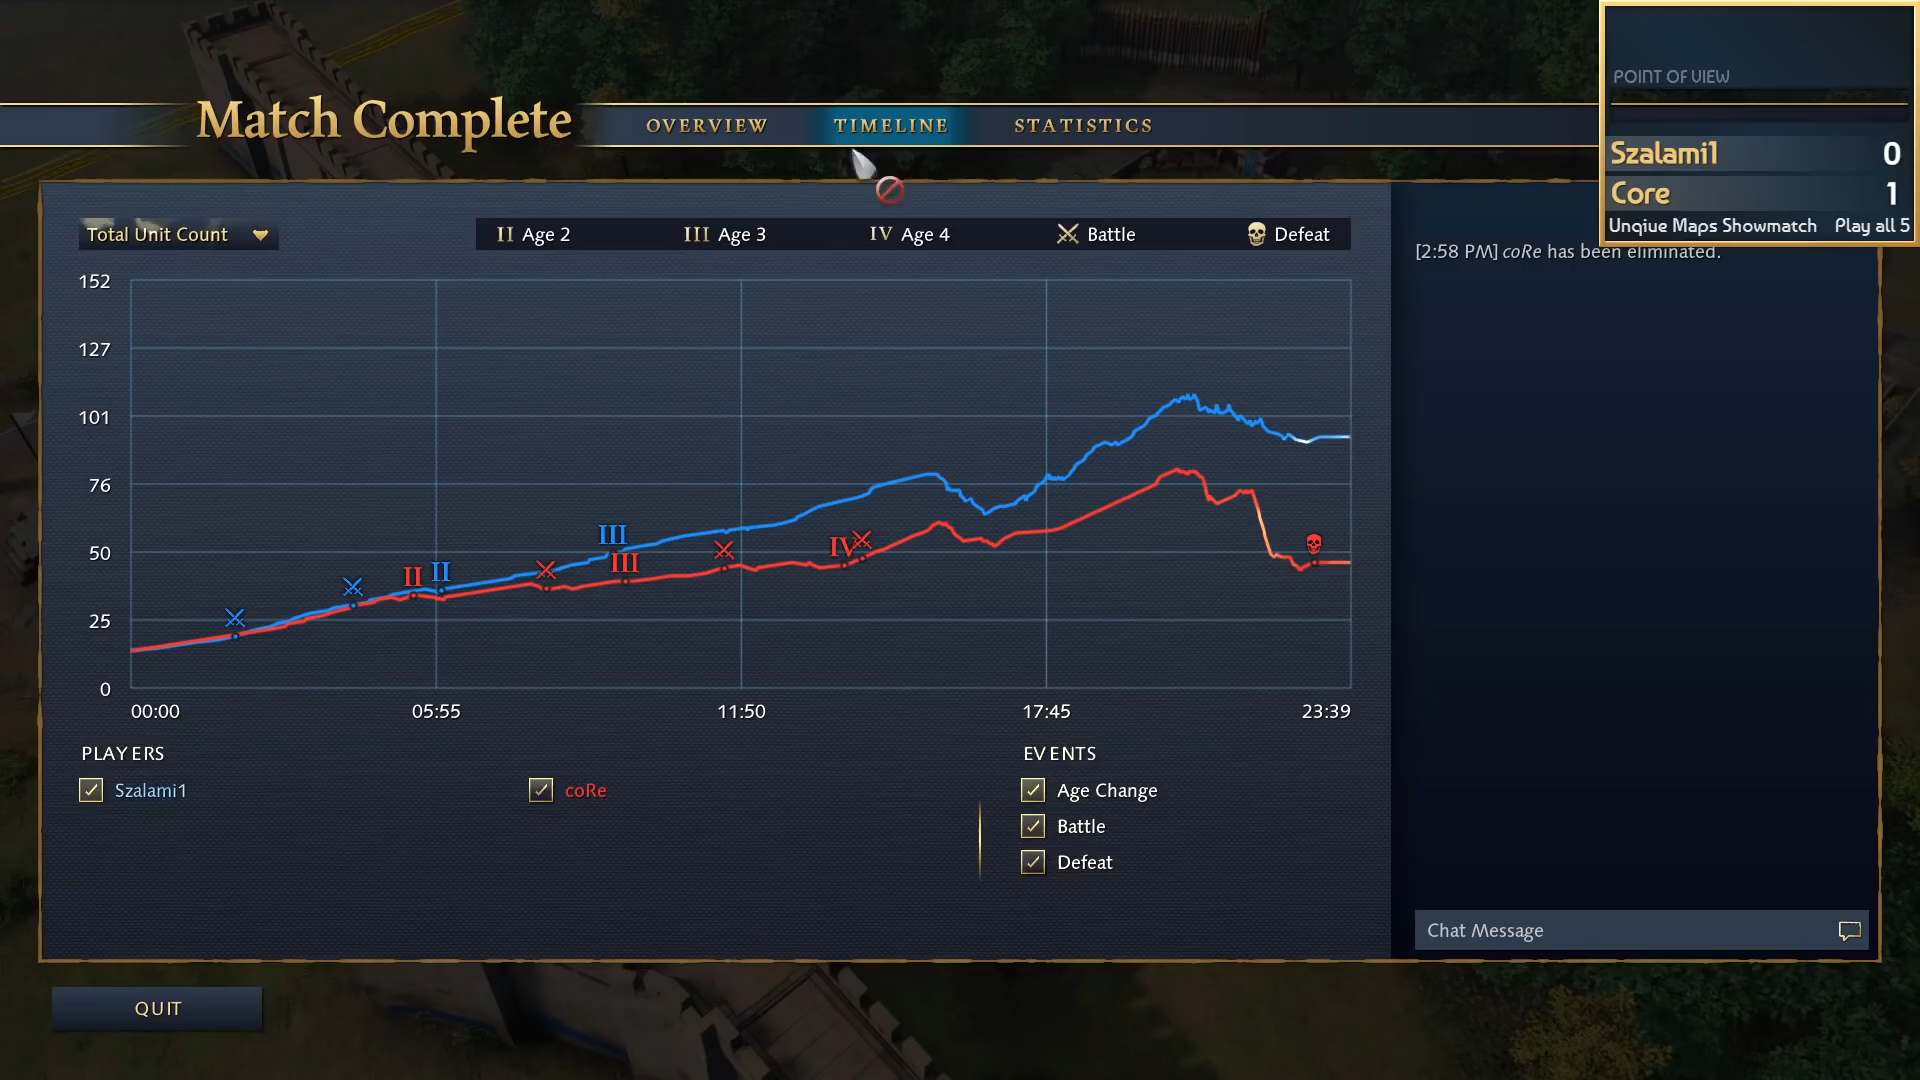 POINT OF VIEW
Szalami1 0
Core 1
Unqiue Maps Showmatch Play all 5
Match Complete
OVERVIEW
TIMELINE
STATISTICS
Total Unit Count
II Age 2
III Age 3
IV Age 4
Battle
Defeat
[2:58 PM] coRe has been eliminated.
152
127
101
76
50
25
0
III
III
IV
II
II
00:00
05:55
11:50
17:45
23:39
PLAYERS
EVENTS
Szalami1
coRe
Age Change
Battle
Defeat
Chat Message
QUIT